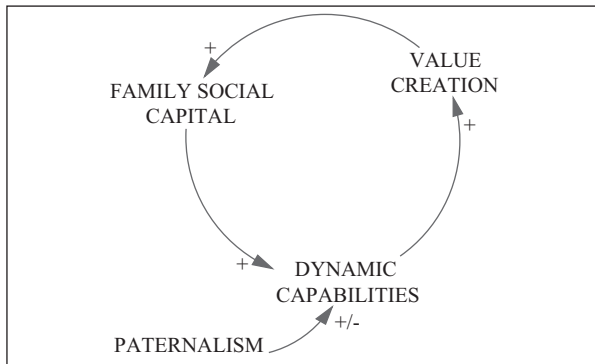 +
VALUE
CREATION
FAMILY SOCIAL
CAPITAL
+
+
DYNAMIC
CAPABILITIES
+/-
PATERNALISM